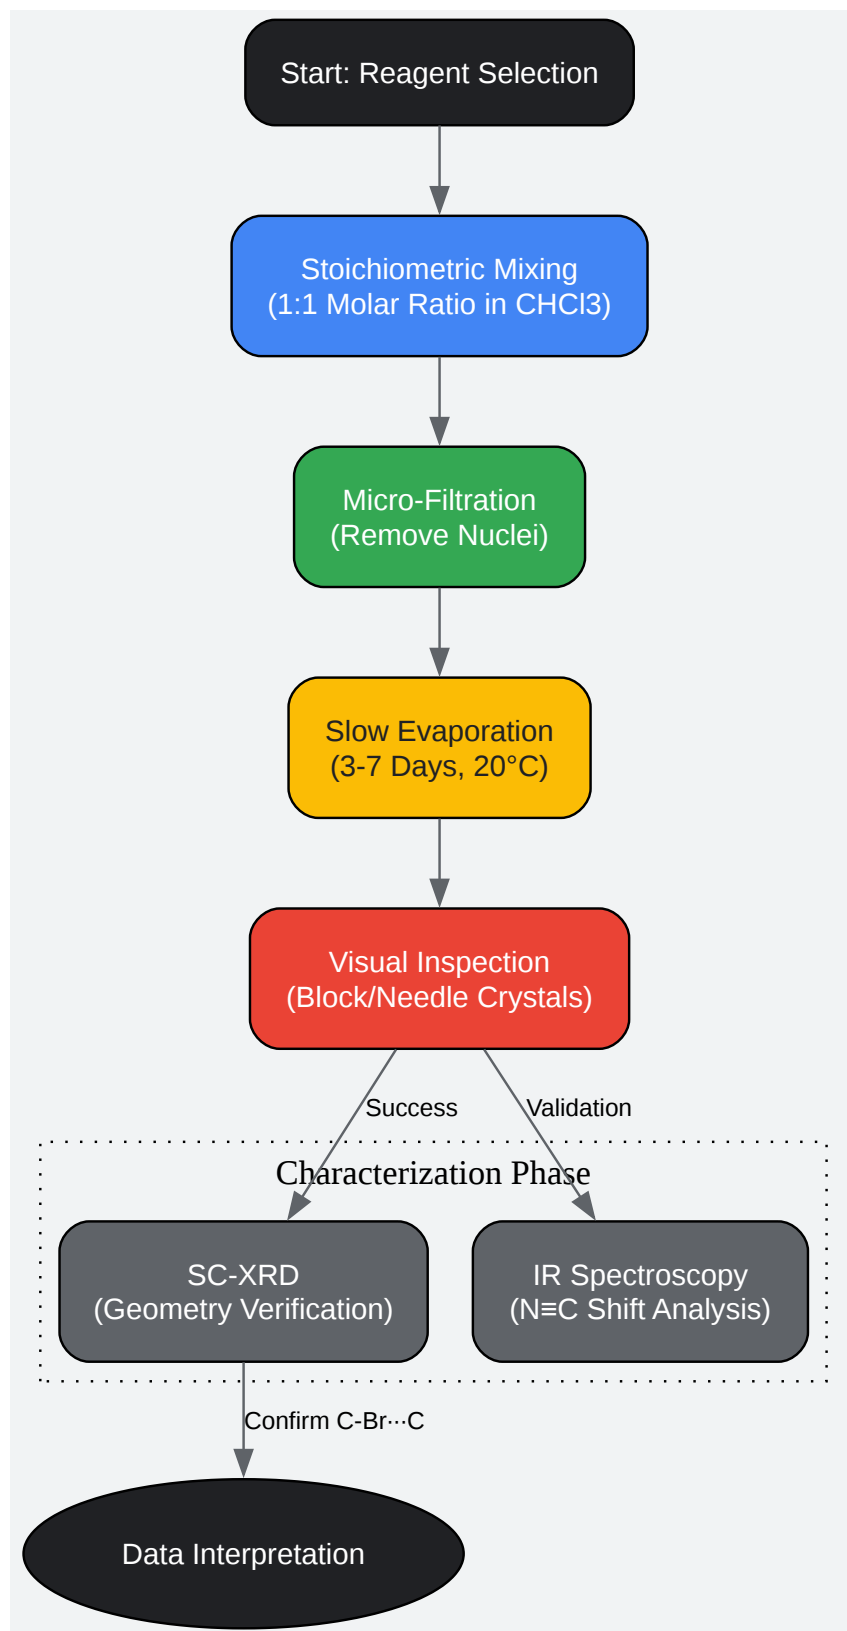 Start: Reagent Selection
Stoichiometric Mixing
(1:1 Molar Ratio in CHCl3)
Micro-Filtration
(Remove Nuclei)
Slow Evaporation
(3-7 Days, 20°C)
Visual Inspection
(Block/Needle Crystals)
Success
Validation
Characterization Phase
SC-XRD
(Geometry Verification)
IR Spectroscopy
(N≡C Shift Analysis)
Confirm C-Br···C
Data Interpretation